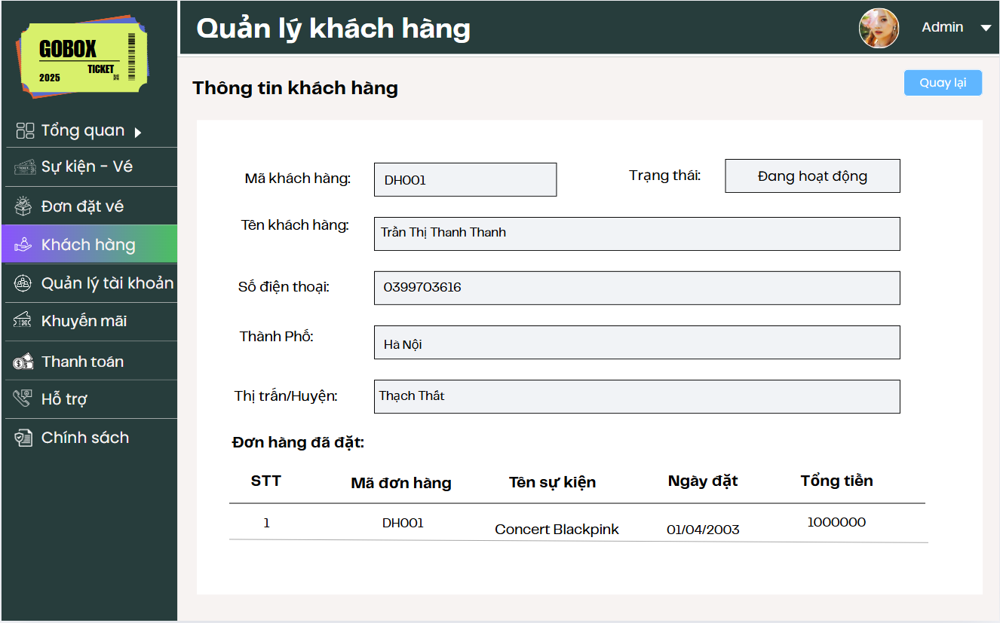 GOBOX
TICKET
2025
Tổng quan
Sự kiện - Vé
Đơn đặt vé
Khách hàng
Quản lý tài khoản
Khuyến mãi
Thanh toán
Hỗ trợ
Chính sách
Quản lý khách hàng
Admin
Thông tin khách hàng
Quay lại
Mã khách hàng: DH001 Trạng thái: Đang hoạt động
Tên khách hàng: Trần Thị Thanh Thanh
Số điện thoại: 0399703616
Thành Phố: Hà Nội
Thị trấn/Huyện: Thạch Thất
Đơn hàng đã đặt:
STT Mã đơn hàng Tên sự kiện Ngày đặt Tổng tiền
1 DH001 Concert Blackpink 01/04/2003 1000000